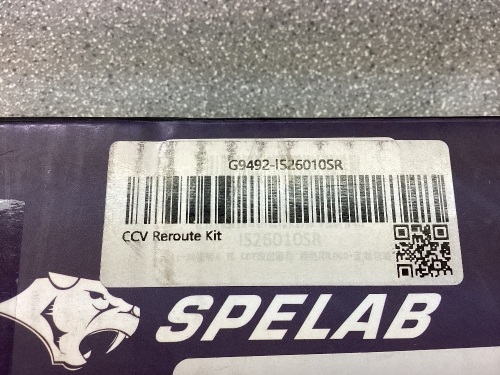 G9492-IS26010SR
CCV Reroute Kit
IS26010SR
SPELAB